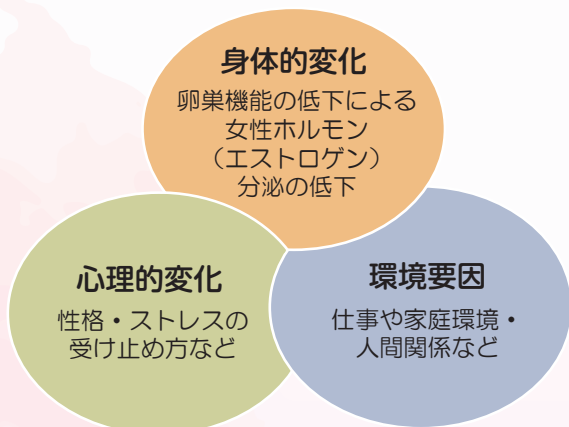 身体的変化
卵巣機能の低下による
女性ホルモン
（エストロゲン）
分泌の低下
心理的変化
性格・ストレスの
受け止め方など
環境要因
仕事や家庭環境・
人間関係など